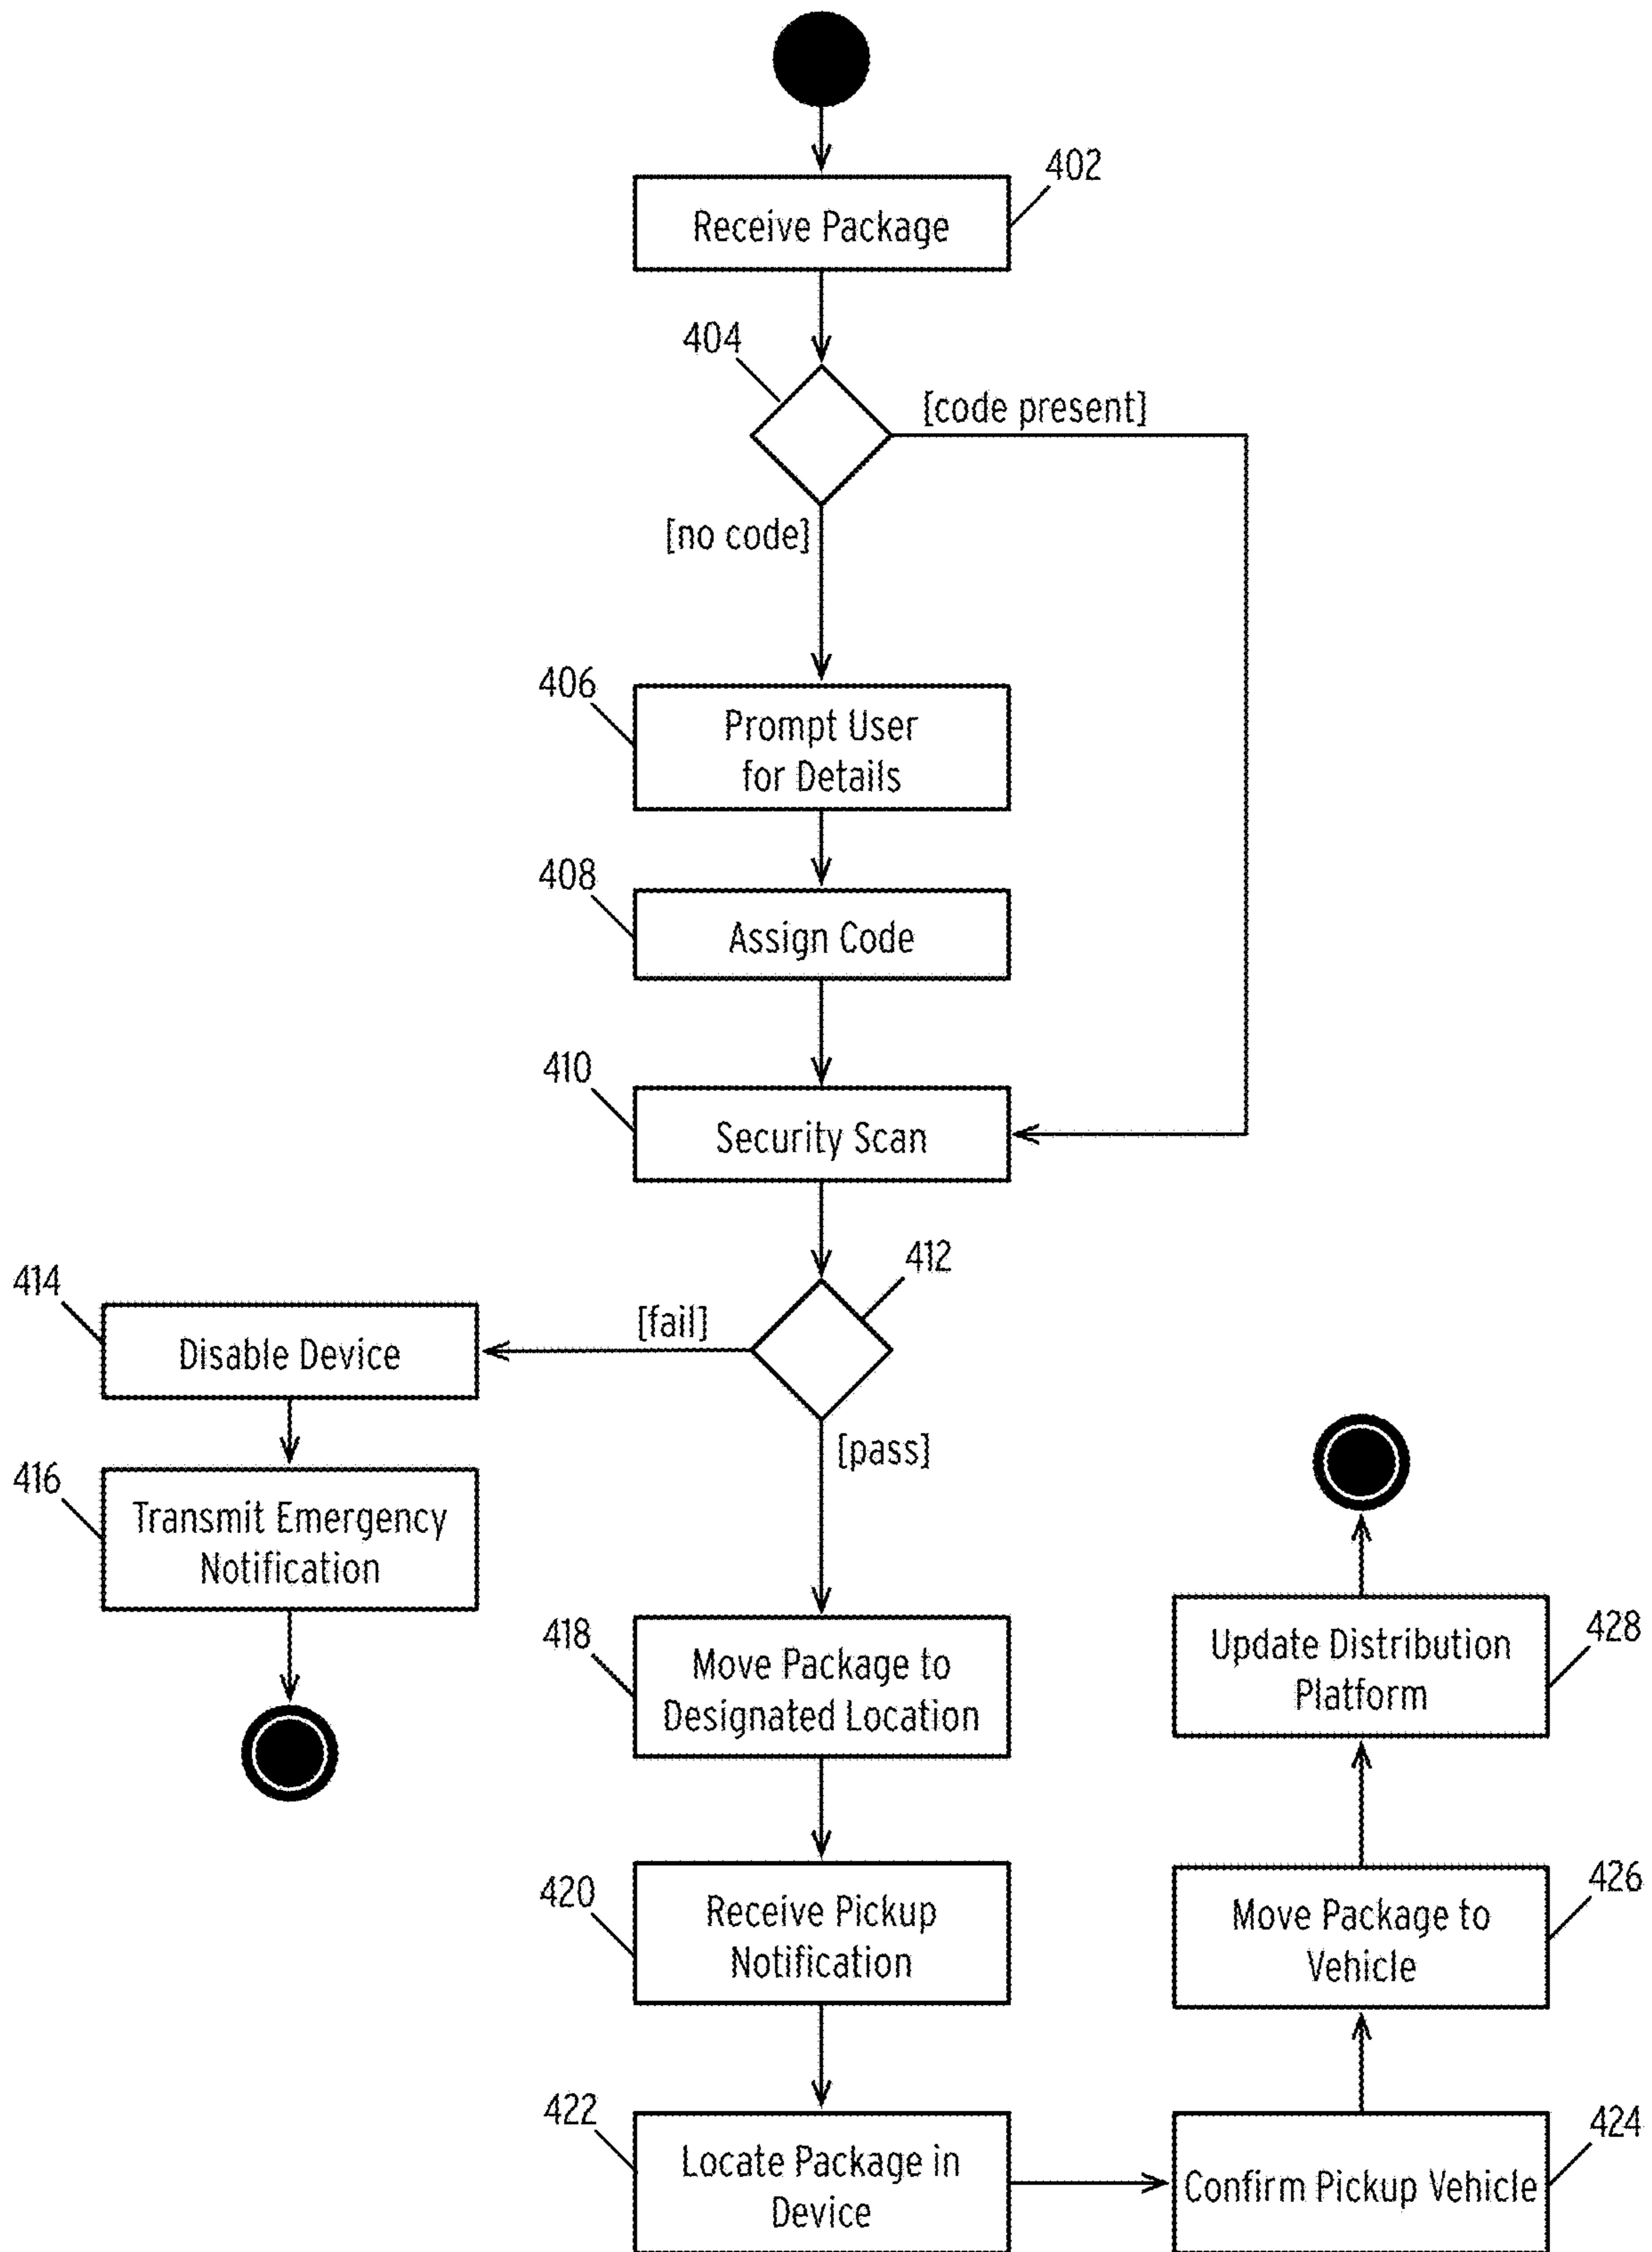 402
Receive Package
404
[code present]
[no code]
406
Prompt User
for Details
408
Assign Code
410
Security Scan
412
414
[fail]
Disable Device
[pass]
416
Transmit Emergency
Notification
418
Move Package to
Designated Location
428
Update Distribution
Platform
420
Receive Pickup
Notification
426
Move Package to
Vehicle
422
Locate Package in
Device
424
Confirm Pickup Vehicle